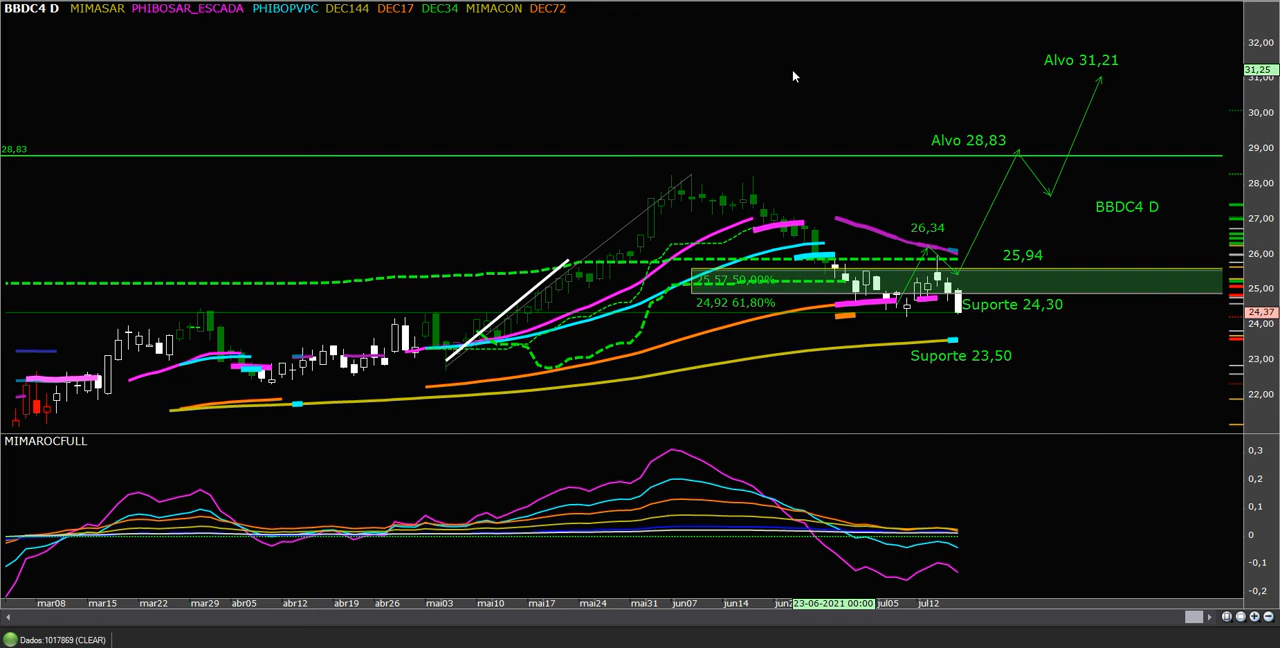 BBDC4 D MIMASAR PHIBOSAR_ESCADA PHIBOPVPC DEC144 DEC17 DEC34 MIMACON DEC72
32,00
Alvo 31,21
31,25
31,00
30,00
Alvo 28,83
28,83
29,00
28,00
BBDC4 D
27,00
26,34
25,94
26,00
25,57 50,00%
25,00
24,92 61,80%
Suporte 24,30
24,37
24,00
Suporte 23,50
23,00
22,00
MIMAROCFULL
0,3
0,2
0,1
0
-0,1
-0,2
mar08 mar15 mar22 mar29 abr05 abr12 abr19 abr26 mai03 mai10 mai17 mai24 mai31 jun07 jun14 23-06-2021 00:00 jul05 jul12
Dados:1017869 (CLEAR)